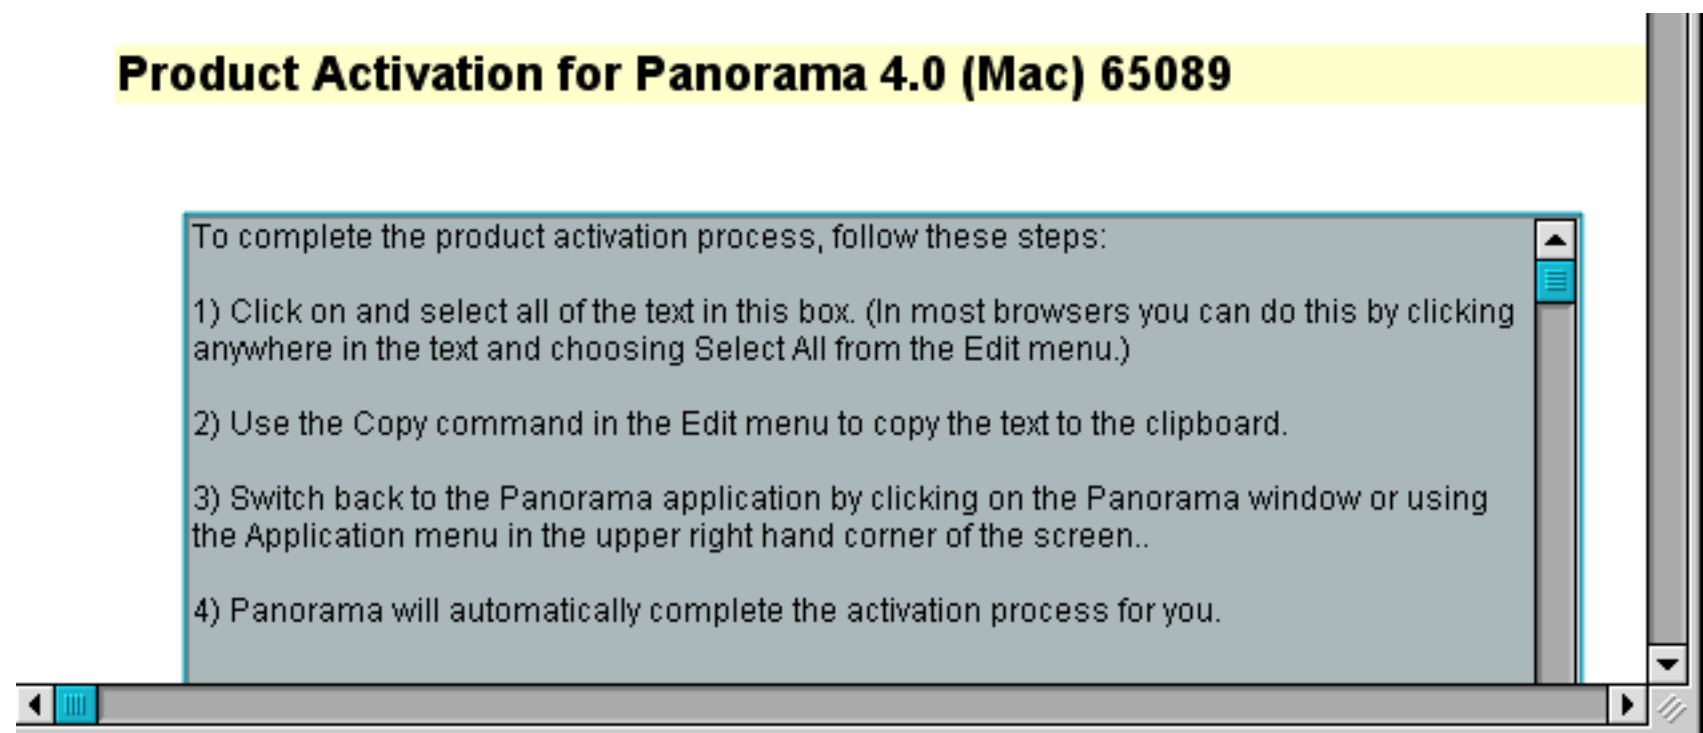 Product Activation for Panorama 4.0 (Mac) 65089
To complete the product activation process, follow these steps:
1) Click on and select all of the text in this box. (In most browsers you can do this by clicking
anywhere in the text and choosing Select All from the Edit menu.)
2) Use the Copy command in the Edit menu to copy the text to the clipboard.
3) Switch back to the Panorama application by clicking on the Panorama window or using
the Application menu in the upper right hand corner of the screen..
4) Panorama will automatically complete the activation process for you.